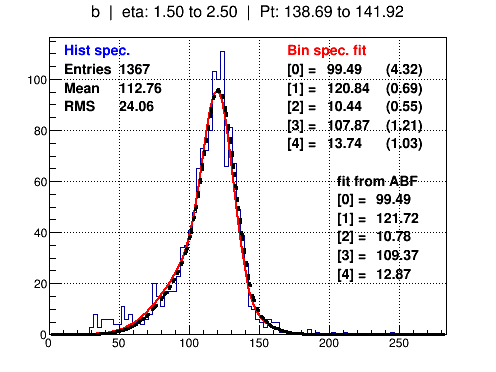 b | eta: 1.50 to 2.50 | Pt: 138.69 to 141.92
Hist spec.
Entries 1367
Mean 112.76
RMS 24.06
Bin spec. fit
[0] = 99.49 (4.32)
[1] = 120.84 (0.69)
[2] = 10.44 (0.55)
[3] = 107.87 (1.21)
[4] = 13.74 (1.03)
fit from ABF
[0] = 99.49
[1] = 121.72
[2] = 10.78
[3] = 109.37
[4] = 12.87
100
80
60
40
20
0
0 50 100 150 200 250